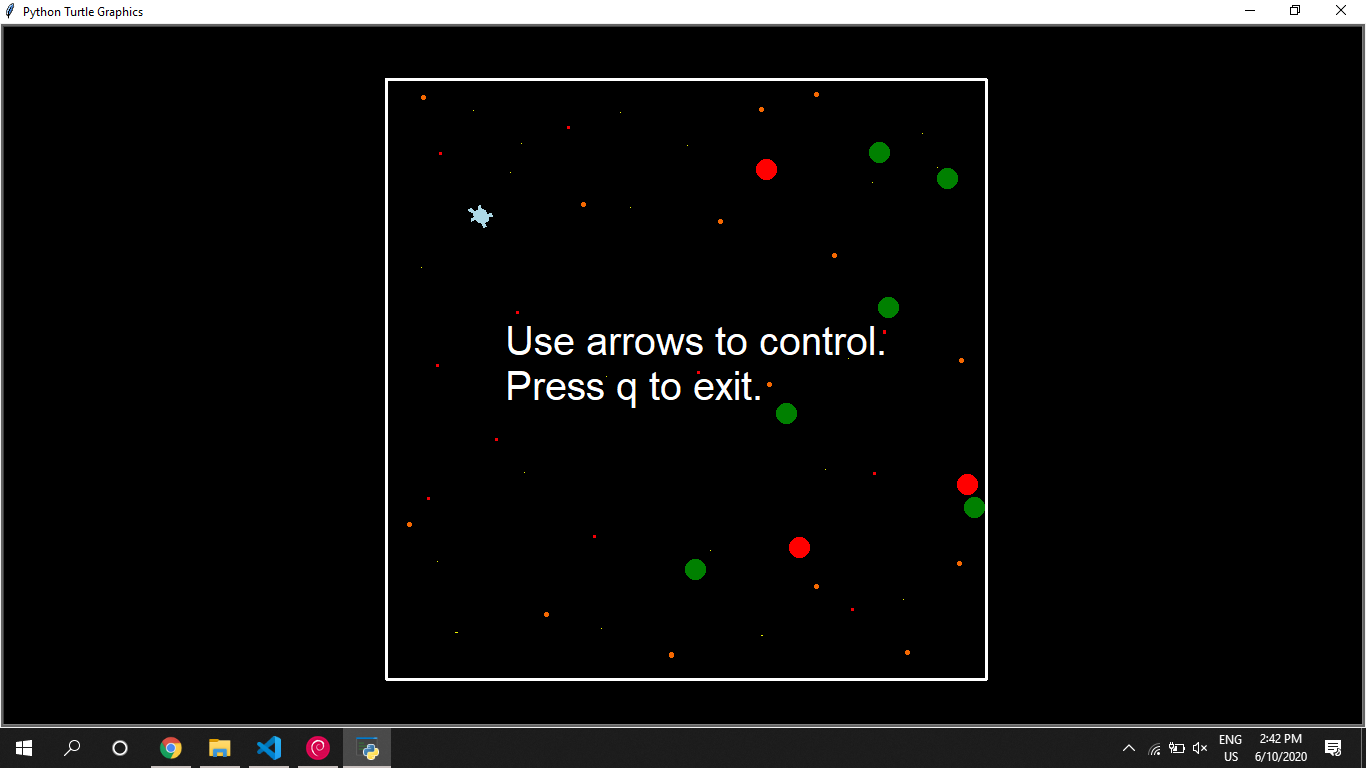 Python Turtle Graphics
Use arrows to control.
Press q to exit.
ENG
US
2:42 PM
6/10/2020